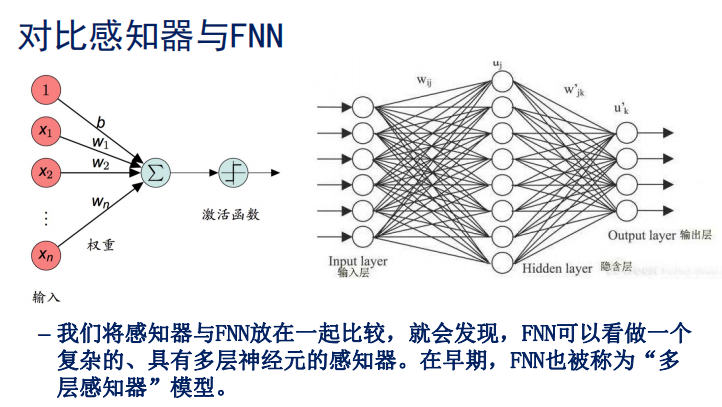 对比感知器与FNN
1
b
x1
w1
x2
w2
⋮
wn
xn
Σ
权重
输入
激活函数
uj
wij
w'jk
u'k
Input layer
输入层
Hidden layer 隐含层
Output layer 输出层
– 我们将感知器与FNN放在一起比较，就会发现，FNN可以看做一个
复杂的、具有多层神经元的感知器。在早期，FNN也被称为“多
层感知器”模型。